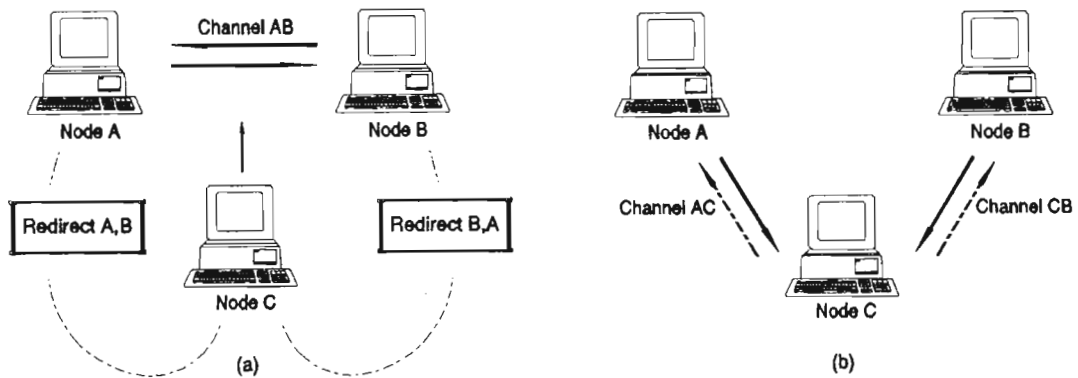 Channel AB
Node A
Node B
Redirect A,B
Redirect B,A
Node C
(a)
Node A
Node B
Channel AC
Channel CB
Node C
(b)